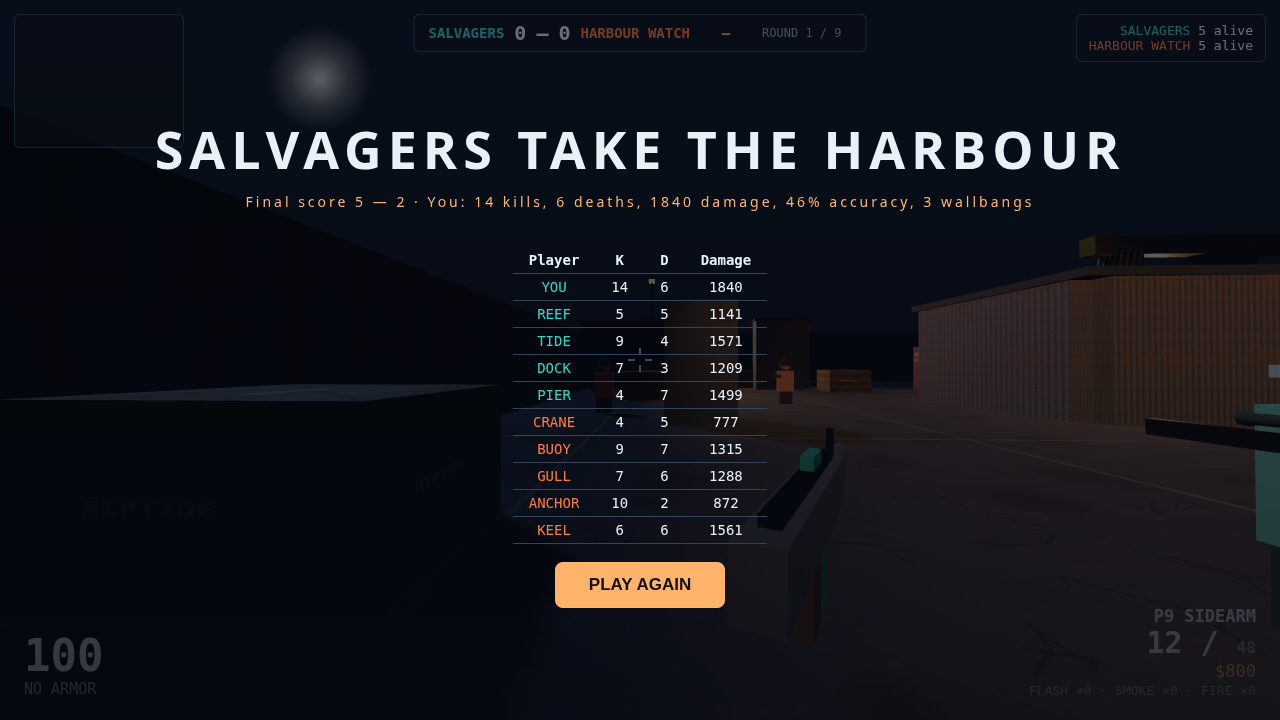 SALVAGERS 0 — 0 HARBOUR WATCH – ROUND 1 / 9
SALVAGERS 5 alive
HARBOUR WATCH 5 alive
SALVAGERS TAKE THE HARBOUR
Final score 5 — 2 · You: 14 kills, 6 deaths, 1840 damage, 46% accuracy, 3 wallbangs
Player K D Damage
YOU 14 6 1840
REEF 5 5 1141
TIDE 9 4 1571
DOCK 7 3 1209
PIER 4 7 1499
CRANE 4 5 777
BUOY 9 7 1315
GULL 7 6 1288
ANCHOR 10 2 872
KEEL 6 6 1561
PLAY AGAIN
RIPTIDE
100
NO ARMOR
P9 SIDEARM
12 / 48
$800
FLASH ×0 · SMOKE ×0 · FIRE ×0